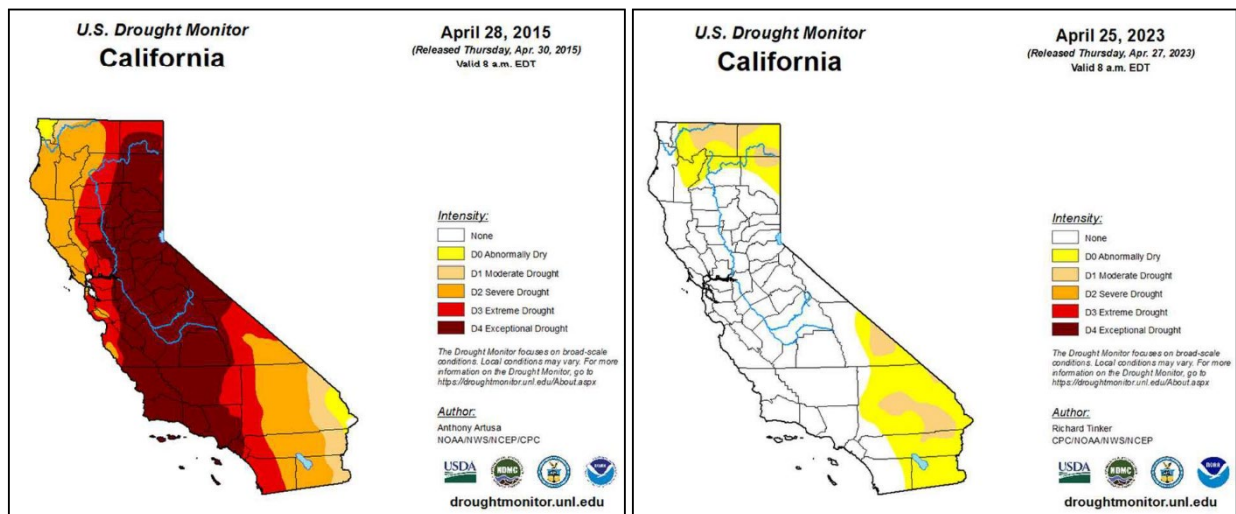 U.S. Drought Monitor
California
April 28, 2015
(Released Thursday, Apr. 30, 2015)
Valid 8 a.m. EDT
Intensity:
None
D0 Abnormally Dry
D1 Moderate Drought
D2 Severe Drought
D3 Extreme Drought
D4 Exceptional Drought
The Drought Monitor focuses on broad-scale
conditions. Local conditions may vary. For more
information on the Drought Monitor, go to
https://droughtmonitor.unl.edu/About.aspx
Author:
Anthony Artusa
NOAA/NWS/NCEP/CPC
USDA
NDMC
NOAA
droughtmonitor.unl.edu
U.S. Drought Monitor
California
April 25, 2023
(Released Thursday, Apr. 27, 2023)
Valid 8 a.m. EDT
Intensity:
None
D0 Abnormally Dry
D1 Moderate Drought
D2 Severe Drought
D3 Extreme Drought
D4 Exceptional Drought
The Drought Monitor focuses on broad-scale
conditions. Local conditions may vary. For more
information on the Drought Monitor, go to
https://droughtmonitor.unl.edu/About.aspx
Author:
Richard Tinker
CPC/NOAA/NWS/NCEP
USDA
NDMC
NOAA
droughtmonitor.unl.edu